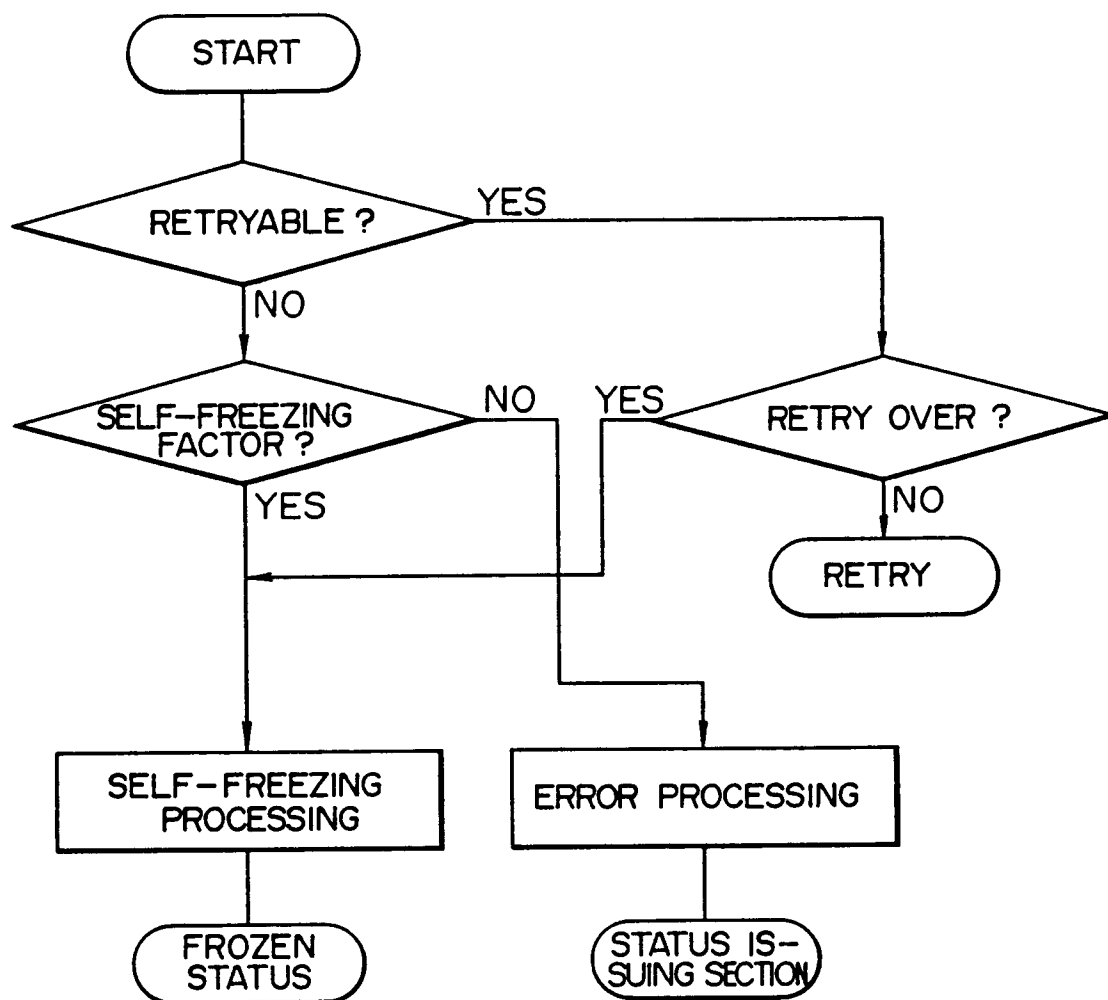 START
RETRYABLE ?
YES
NO
SELF-FREEZING
FACTOR ?
NO
YES
RETRY OVER ?
YES
NO
RETRY
SELF-FREEZING
PROCESSING
ERROR PROCESSING
FROZEN
STATUS
STATUS IS-
SUING SECTION